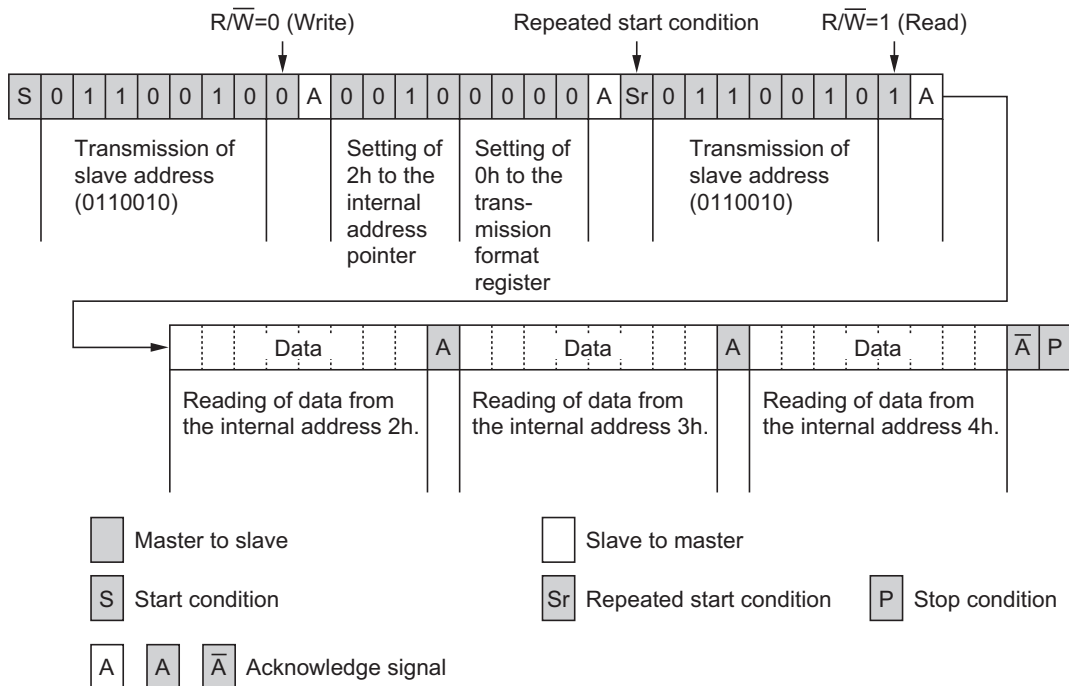 R/W̅=0 (Write) Repeated start condition R/W̅=1 (Read)
S 0 1 1 0 0 1 0 0 A 0 0 1 0 0 0 0 0 A Sr 0 1 1 0 0 1 0 1 A
Transmission of
slave address
(0110010)
Setting of
2h to the
internal
address
pointer
Setting of
0h to the
trans-
mission
format
register
Transmission of
slave address
(0110010)
Data A Data A Data A̅ P
Reading of data from
the internal address 2h.
Reading of data from
the internal address 3h.
Reading of data from
the internal address 4h.
Master to slave Slave to master
S Start condition Sr Repeated start condition P Stop condition
A A A̅ Acknowledge signal